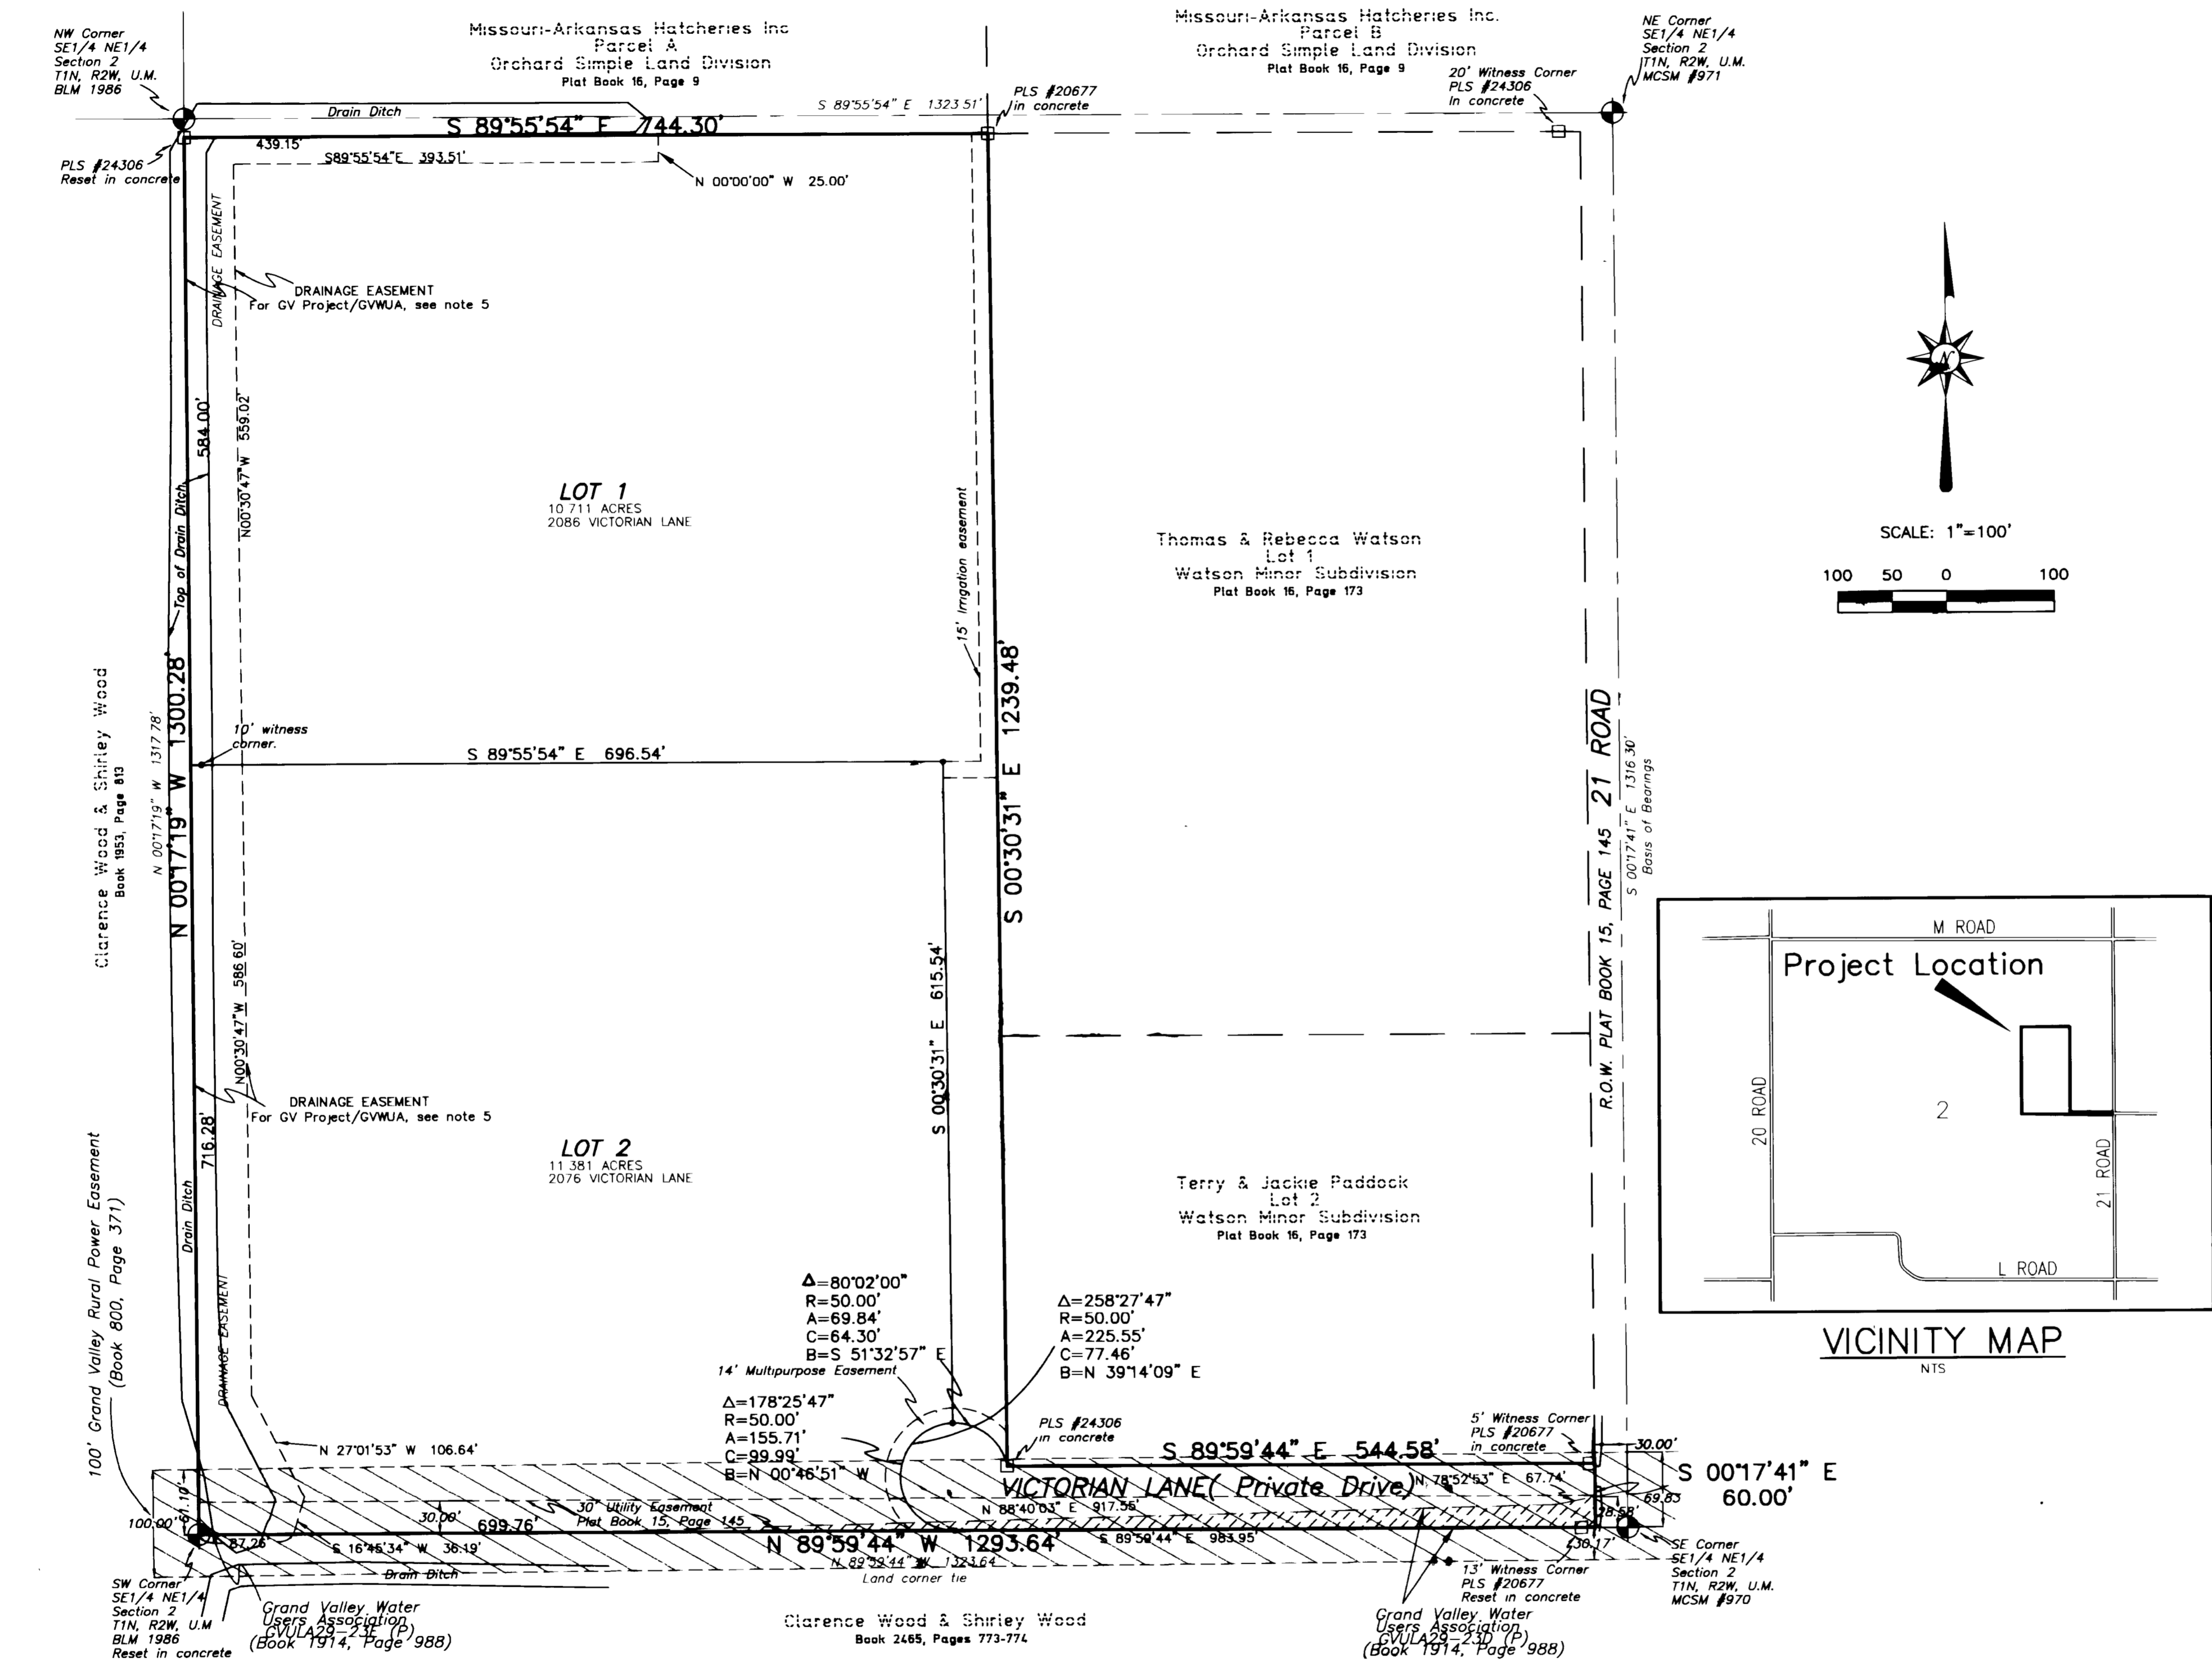 NW Corner
SE1/4 NE1/4
Section 2
T1N, R2W, U.M.
BLM 1986
Missouri-Arkansas Hatcheries Inc
Parcel A
Orchard Simple Land Division
Plat Book 16, Page 9
Missouri-Arkansas Hatcheries Inc.
Parcel B
Orchard Simple Land Division
Plat Book 16, Page 9
NE Corner
SE1/4 NE1/4
Section 2
T1N, R2W, U.M.
MCSM #971
20' Witness Corner
PLS #24306
In concrete
PLS #20677
in concrete
S 89°55'54" E 1323.51'
Drain Ditch
S 89°55'54" E 744.30'
439.15'
S89°55'54"E 393.51'
N 00°00'00" W 25.00'
PLS #24306
Reset in concrete
DRAINAGE EASEMENT
DRAINAGE EASEMENT
For GV Project/GVWUA, see note 5
584.00'
N00°30'47"W 559.02'
Top of Drain Ditch
LOT 1
10 711 ACRES
2086 VICTORIAN LANE
15' Irrigation easement
Thomas & Rebecca Watson
Lot 1
Watson Minor Subdivision
Plat Book 16, Page 173
SCALE: 1"=100'
100 50 0 100
N
Clarence Wood & Shirley Wood
Book 1953, Page 813
N 00°17'19" W 1317 78'
N 00°17'19" W 1300.28'
10' witness
corner.
S 89°55'54" E 696.54'
S 00°30'31" E 1239.48'
S 00°30'31" E 615.54'
R.O.W. PLAT BOOK 15, PAGE 145 21 ROAD
S 00°17'41" E 1316 30'
Basis of Bearings
M ROAD
Project Location
20 ROAD
2
21 ROAD
L ROAD
VICINITY MAP
NTS
N00°30'47"W 586 60'
DRAINAGE EASEMENT
For GV Project/GVWUA, see note 5
716.28'
Drain Ditch
DRAINAGE EASEMENT
LOT 2
11 381 ACRES
2076 VICTORIAN LANE
Terry & Jackie Paddock
Lot 2
Watson Minor Subdivision
Plat Book 16, Page 173
100' Grand Valley Rural Power Easement
(Book 800, Page 371)
Δ=80°02'00"
R=50.00'
A=69.84'
C=64.30'
B=S 51°32'57" E
14' Multipurpose Easement
Δ=258°27'47"
R=50.00'
A=225.55'
C=77.46'
B=N 39°14'09" E
Δ=178°25'47"
R=50.00'
A=155.71'
C=99.99'
B=N 00°46'51" W
PLS #24306
in concrete
5' Witness Corner
PLS #20677
in concrete
S 89°59'44" E 544.58'
30.00'
S 00°17'41" E
60.00'
N 27°01'53" W 106.64'
VICTORIAN LANE( Private Drive)
N 78°52'53" E 67.74'
N 88°40'03" E 917.55'
69.83
28.58'
30' Utility Easement
Plat Book 15, Page 145
30.00'
699.76'
100.00'
61.10'
87.26
S 16°45'34" W 36.19'
N 89°59'44" W 1293.64'
S 89°59'44" E 983.95'
N 89°59'44" W 1323.64
Land corner tie
230.17'
Drain Ditch
SW Corner
SE1/4 NE1/4
Section 2
T1N, R2W, U.M
BLM 1986
Reset in concrete
Grand Valley Water
Users Association
GVULA29-23E (P)
(Book 1914, Page 988)
Clarence Wood & Shirley Wood
Book 2465, Pages 773-774
13' Witness Corner
PLS #20677
Reset in concrete
Grand Valley Water
Users Association
GVULA29-23D (P)
(Book 1914, Page 988)
SE Corner
SE1/4 NE1/4
Section 2
T1N, R2W, U.M.
MCSM #970